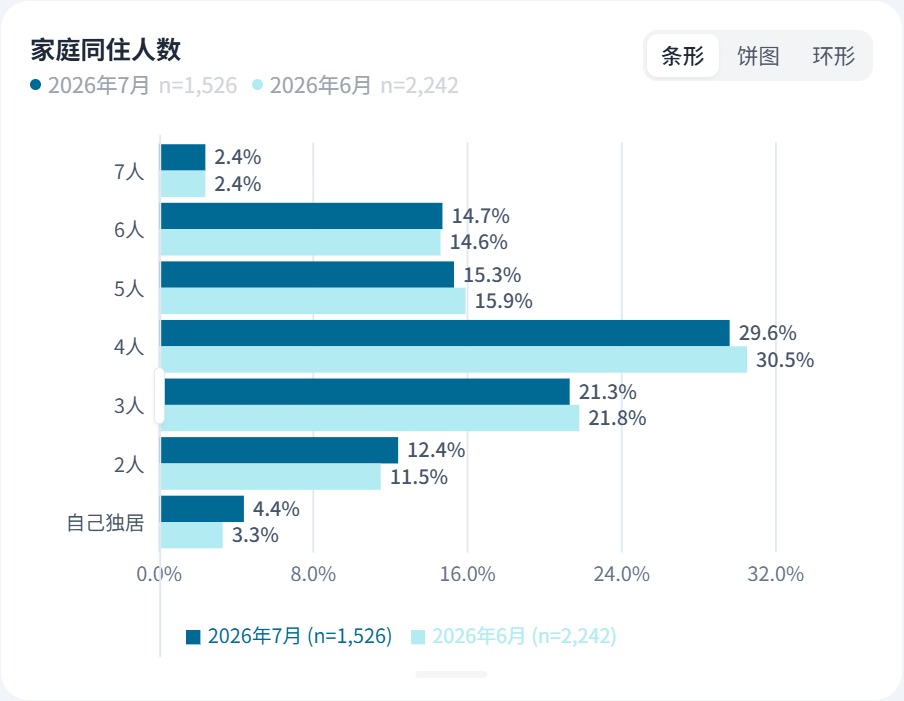 家庭同住人数
条形 饼图 环形
2026年7月 n=1,526 2026年6月 n=2,242
7人 2.4%
2.4%
6人 14.7%
14.6%
5人 15.3%
15.9%
4人 29.6%
30.5%
3人 21.3%
21.8%
2人 12.4%
11.5%
自己独居 4.4%
3.3%
0.0% 8.0% 16.0% 24.0% 32.0%
2026年7月 (n=1,526) 2026年6月 (n=2,242)